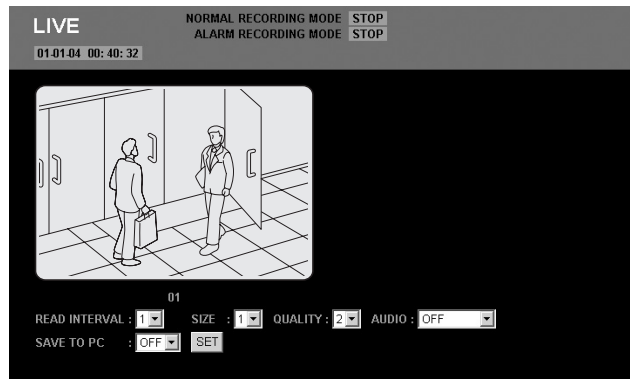 LIVE
NORMAL RECORDING MODE STOP
ALARM RECORDING MODE STOP
01-01-04 00:40:32
01
READ INTERVAL : 1 SIZE : 1 QUALITY : 2 AUDIO : OFF
SAVE TO PC : OFF SET